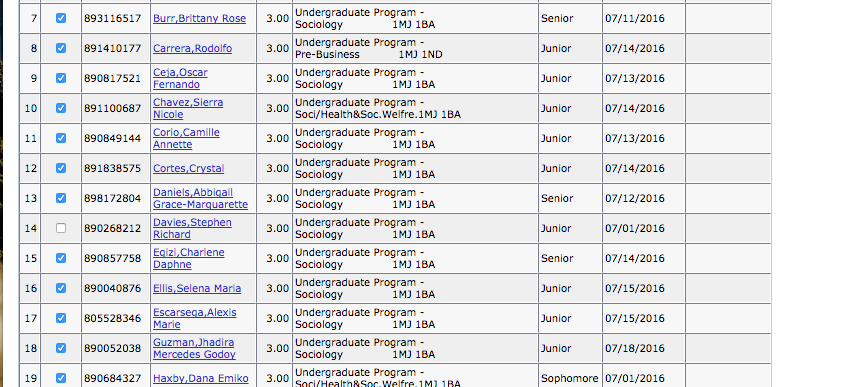 7 893116517 Burr,Brittany Rose 3.00 Undergraduate Program -
Sociology 1MJ 1BA Senior 07/11/2016
8 891410177 Carrera,Rodolfo 3.00 Undergraduate Program -
Pre-Business 1MJ 1ND Junior 07/14/2016
9 890817521 Ceja,Oscar
Fernando 3.00 Undergraduate Program -
Sociology 1MJ 1BA Junior 07/13/2016
10 891100687 Chavez,Sierra
Nicole 3.00 Undergraduate Program -
Soci/Health&Soc.Welfre.1MJ 1BA Junior 07/14/2016
11 890849144 Corio,Camille
Annette 3.00 Undergraduate Program -
Sociology 1MJ 1BA Junior 07/13/2016
12 891838575 Cortes,Crystal 3.00 Undergraduate Program -
Sociology 1MJ 1BA Junior 07/14/2016
13 898172804 Daniels,Abbigail
Grace-Marquarette 3.00 Undergraduate Program -
Sociology 1MJ 1BA Senior 07/12/2016
14 890268212 Davies,Stephen
Richard 3.00 Undergraduate Program -
Sociology 1MJ 1BA Junior 07/01/2016
15 890857758 Egizi,Charlene
Daphne 3.00 Undergraduate Program -
Sociology 1MJ 1BA Senior 07/14/2016
16 890040876 Ellis,Selena Maria 3.00 Undergraduate Program -
Sociology 1MJ 1BA Junior 07/15/2016
17 805528346 Escarsega,Alexis
Marie 3.00 Undergraduate Program -
Sociology 1MJ 1BA Junior 07/15/2016
18 890052038 Guzman,Jhadira
Mercedes Godoy 3.00 Undergraduate Program -
Sociology 1MJ 1BA Junior 07/18/2016
19 890684327 Haxby,Dana Emiko 3.00 Undergraduate Program -
Soci/Health&Soc.Welfre.1MJ 1BA Sophomore 07/01/2016